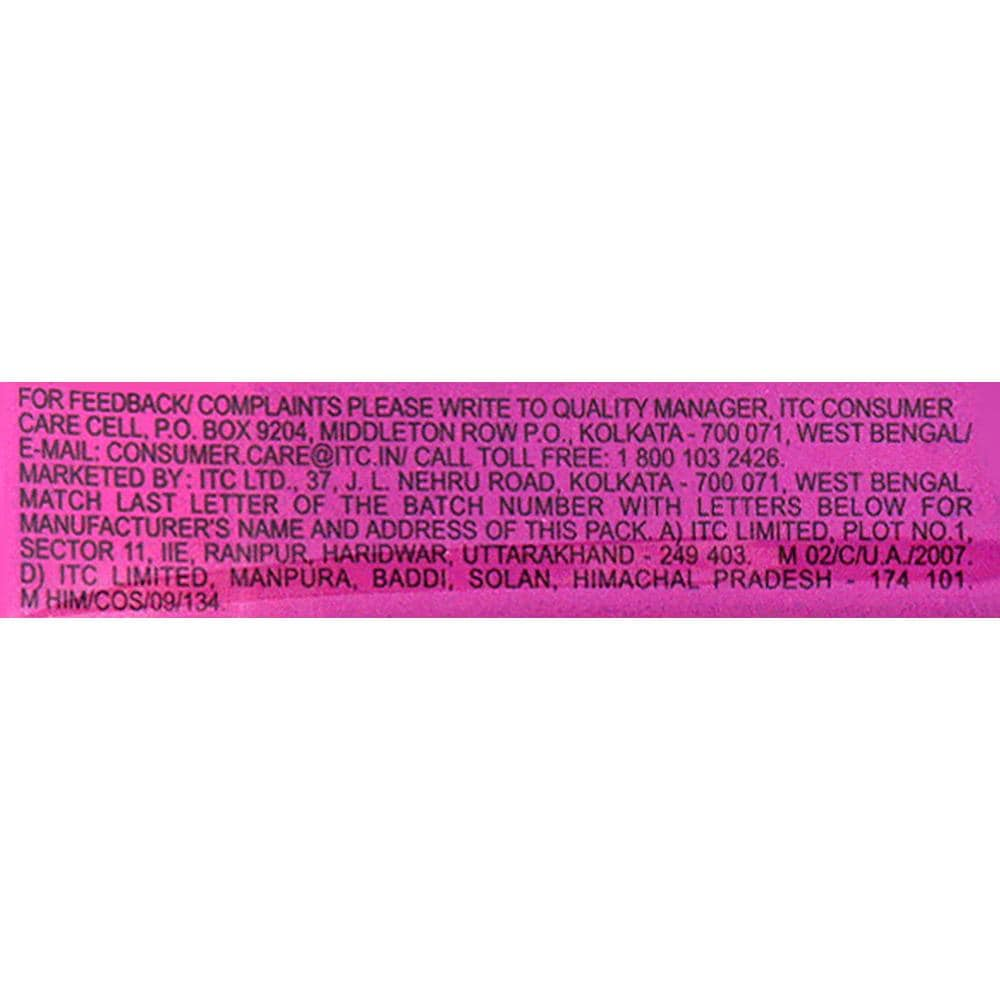 FOR FEEDBACK/ COMPLAINTS PLEASE WRITE TO QUALITY MANAGER, ITC CONSUMER
CARE CELL, P.O. BOX 9204, MIDDLETON ROW P.O., KOLKATA - 700 071, WEST BENGAL/
E-MAIL: CONSUMER.CARE@ITC.IN/ CALL TOLL FREE: 1 800 103 2426.
MARKETED BY: ITC LTD., 37, J. L. NEHRU ROAD, KOLKATA - 700 071, WEST BENGAL.
MATCH LAST LETTER OF THE BATCH NUMBER WITH LETTERS BELOW FOR
MANUFACTURER'S NAME AND ADDRESS OF THIS PACK. A) ITC LIMITED, PLOT NO.1,
SECTOR 11, IIE, RANIPUR, HARIDWAR, UTTARAKHAND - 249 403. M 02/C/U.A./2007.
D) ITC LIMITED, MANPURA, BADDI, SOLAN, HIMACHAL PRADESH - 174 101.
M HIM/COS/09/134.